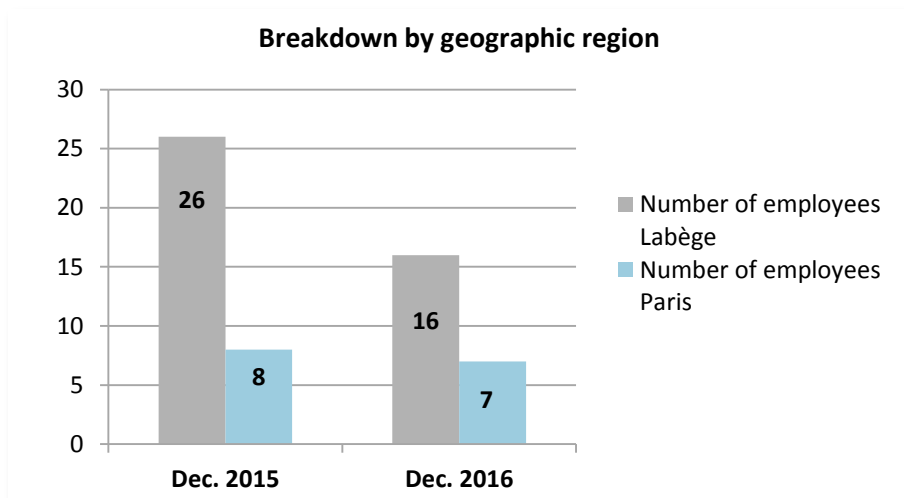 Breakdown by geographic region
30
25
20
15
10
5
0
26
8
16
7
Dec. 2015
Dec. 2016
Number of employees
Labège
Number of employees
Paris